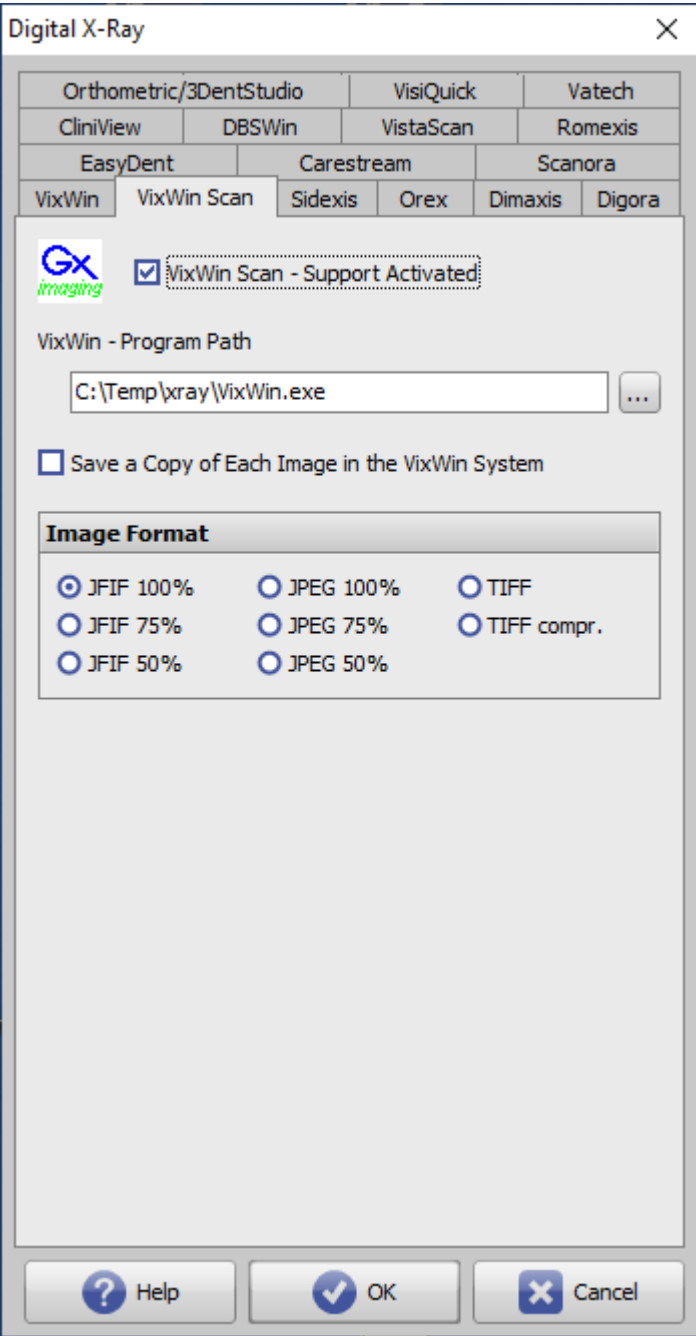 Digital X-Ray
Orthometric/3DentStudio VisiQuick Vatech
CliniView DBSWin VistaScan Romexis
EasyDent Carestream Scanora
VixWin VixWin Scan Sidexis Orex Dimaxis Digora
Gx
imaging
VixWin Scan - Support Activated
VixWin - Program Path
C:\Temp\xray\VixWin.exe ...
Save a Copy of Each Image in the VixWin System
Image Format
JFIF 100% JPEG 100% TIFF
JFIF 75% JPEG 75% TIFF compr.
JFIF 50% JPEG 50%
? Help OK Cancel